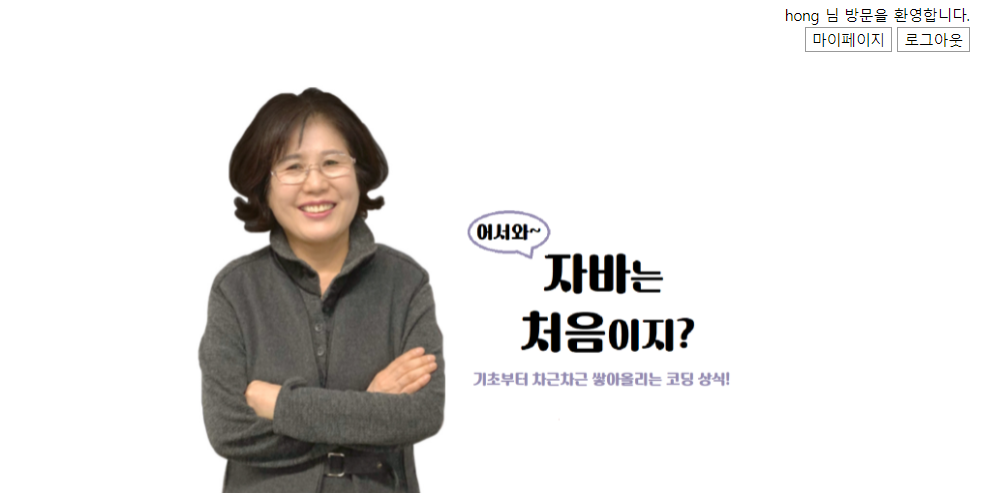 hong 님 방문을 환영합니다.
마이페이지 로그아웃
어서와~
자바는
처음이지?
기초부터 차근차근 쌓아올리는 코딩 상식!